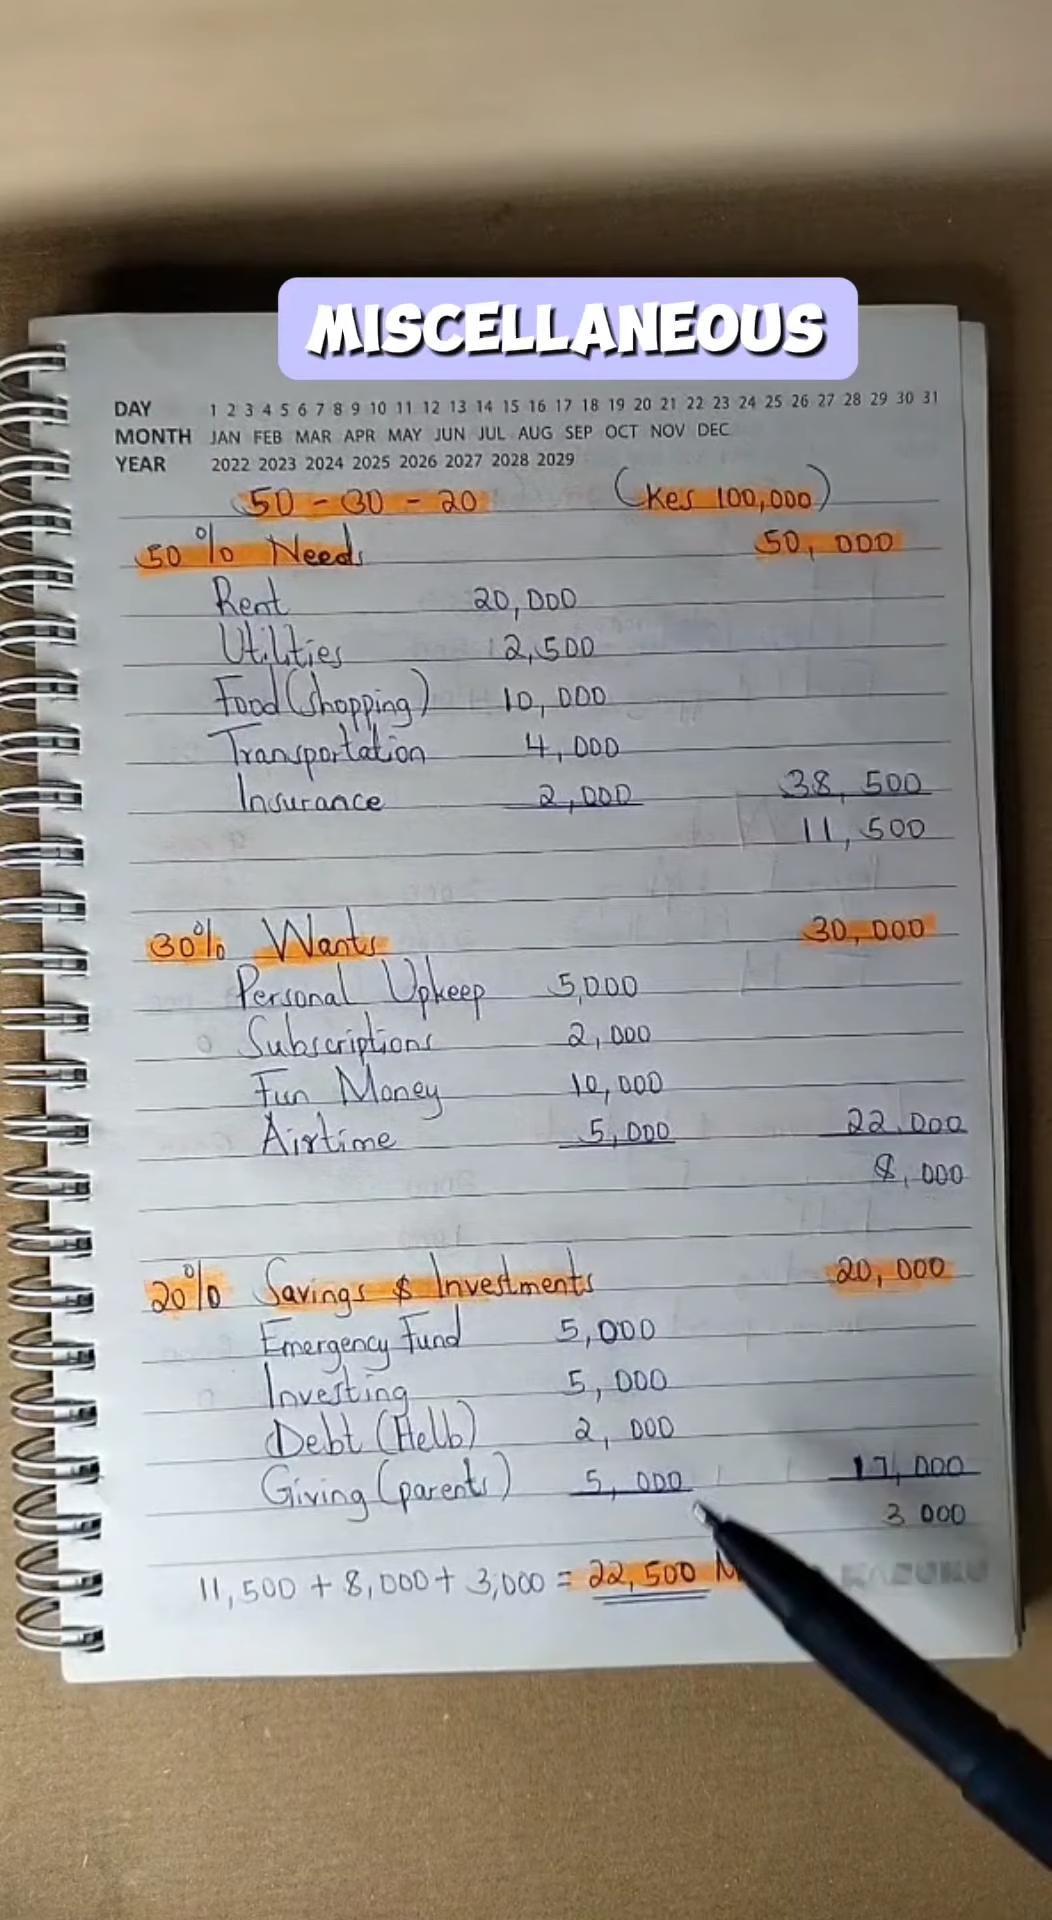 MISCELLANEOUS
DAY 1 2 3 4 5 6 7 8 9 10 11 12 13 14 15 16 17 18 19 20 21 22 23 24 25 26 27 28 29 30 31
MONTH JAN FEB MAR APR MAY JUN JUL AUG SEP OCT NOV DEC
YEAR 2022 2023 2024 2025 2026 2027 2028 2029
50 - 30 - 20 (Kes 100,000)
50% Needs 50,000
Rent 20,000
Utilities 2,500
Food (shopping) 10,000
Transportation 4,000
Insurance 2,000 38,500
11,500
30% Wants 30,000
Personal Upkeep 5,000
Subscriptions 2,000
Fun Money 10,000
Airtime 5,000 22,000
8,000
20% Savings $ Investments 20,000
Emergency Fund 5,000
Investing 5,000
Debt (Helb) 2,000
Giving (parents) 5,000 17,000
3 000
11,500 + 8,000 + 3,000 = 22,500